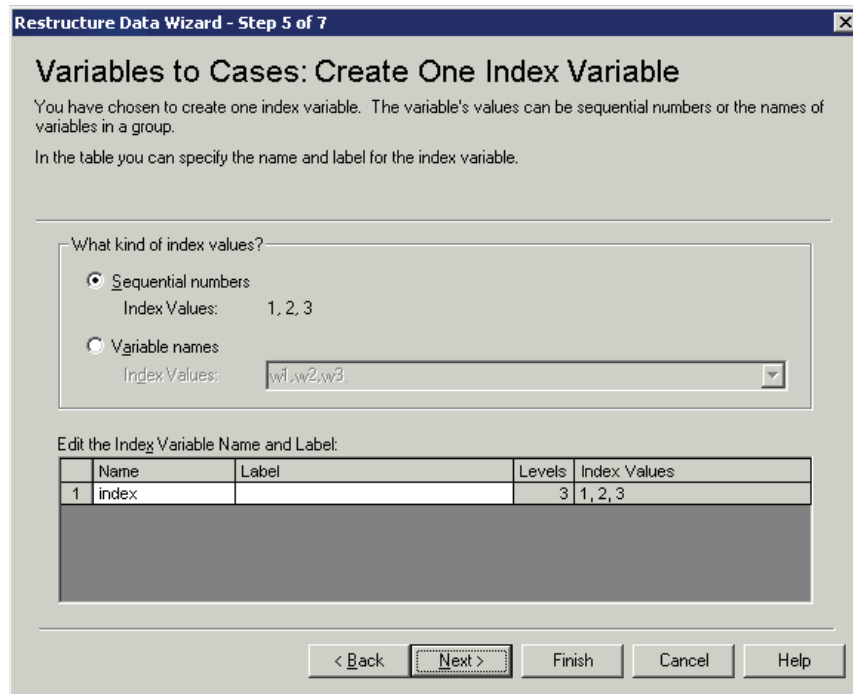 Restructure Data Wizard - Step 5 of 7
Variables to Cases: Create One Index Variable
You have chosen to create one index variable. The variable's values can be sequential numbers or the names of
variables in a group.
In the table you can specify the name and label for the index variable.
What kind of index values?
Sequential numbers
Index Values: 1, 2, 3
Variable names
Index Values: w1,w2,w3
Edit the Index Variable Name and Label:
Name Label Levels Index Values
1 index 3 1, 2, 3
< Back Next > Finish Cancel Help